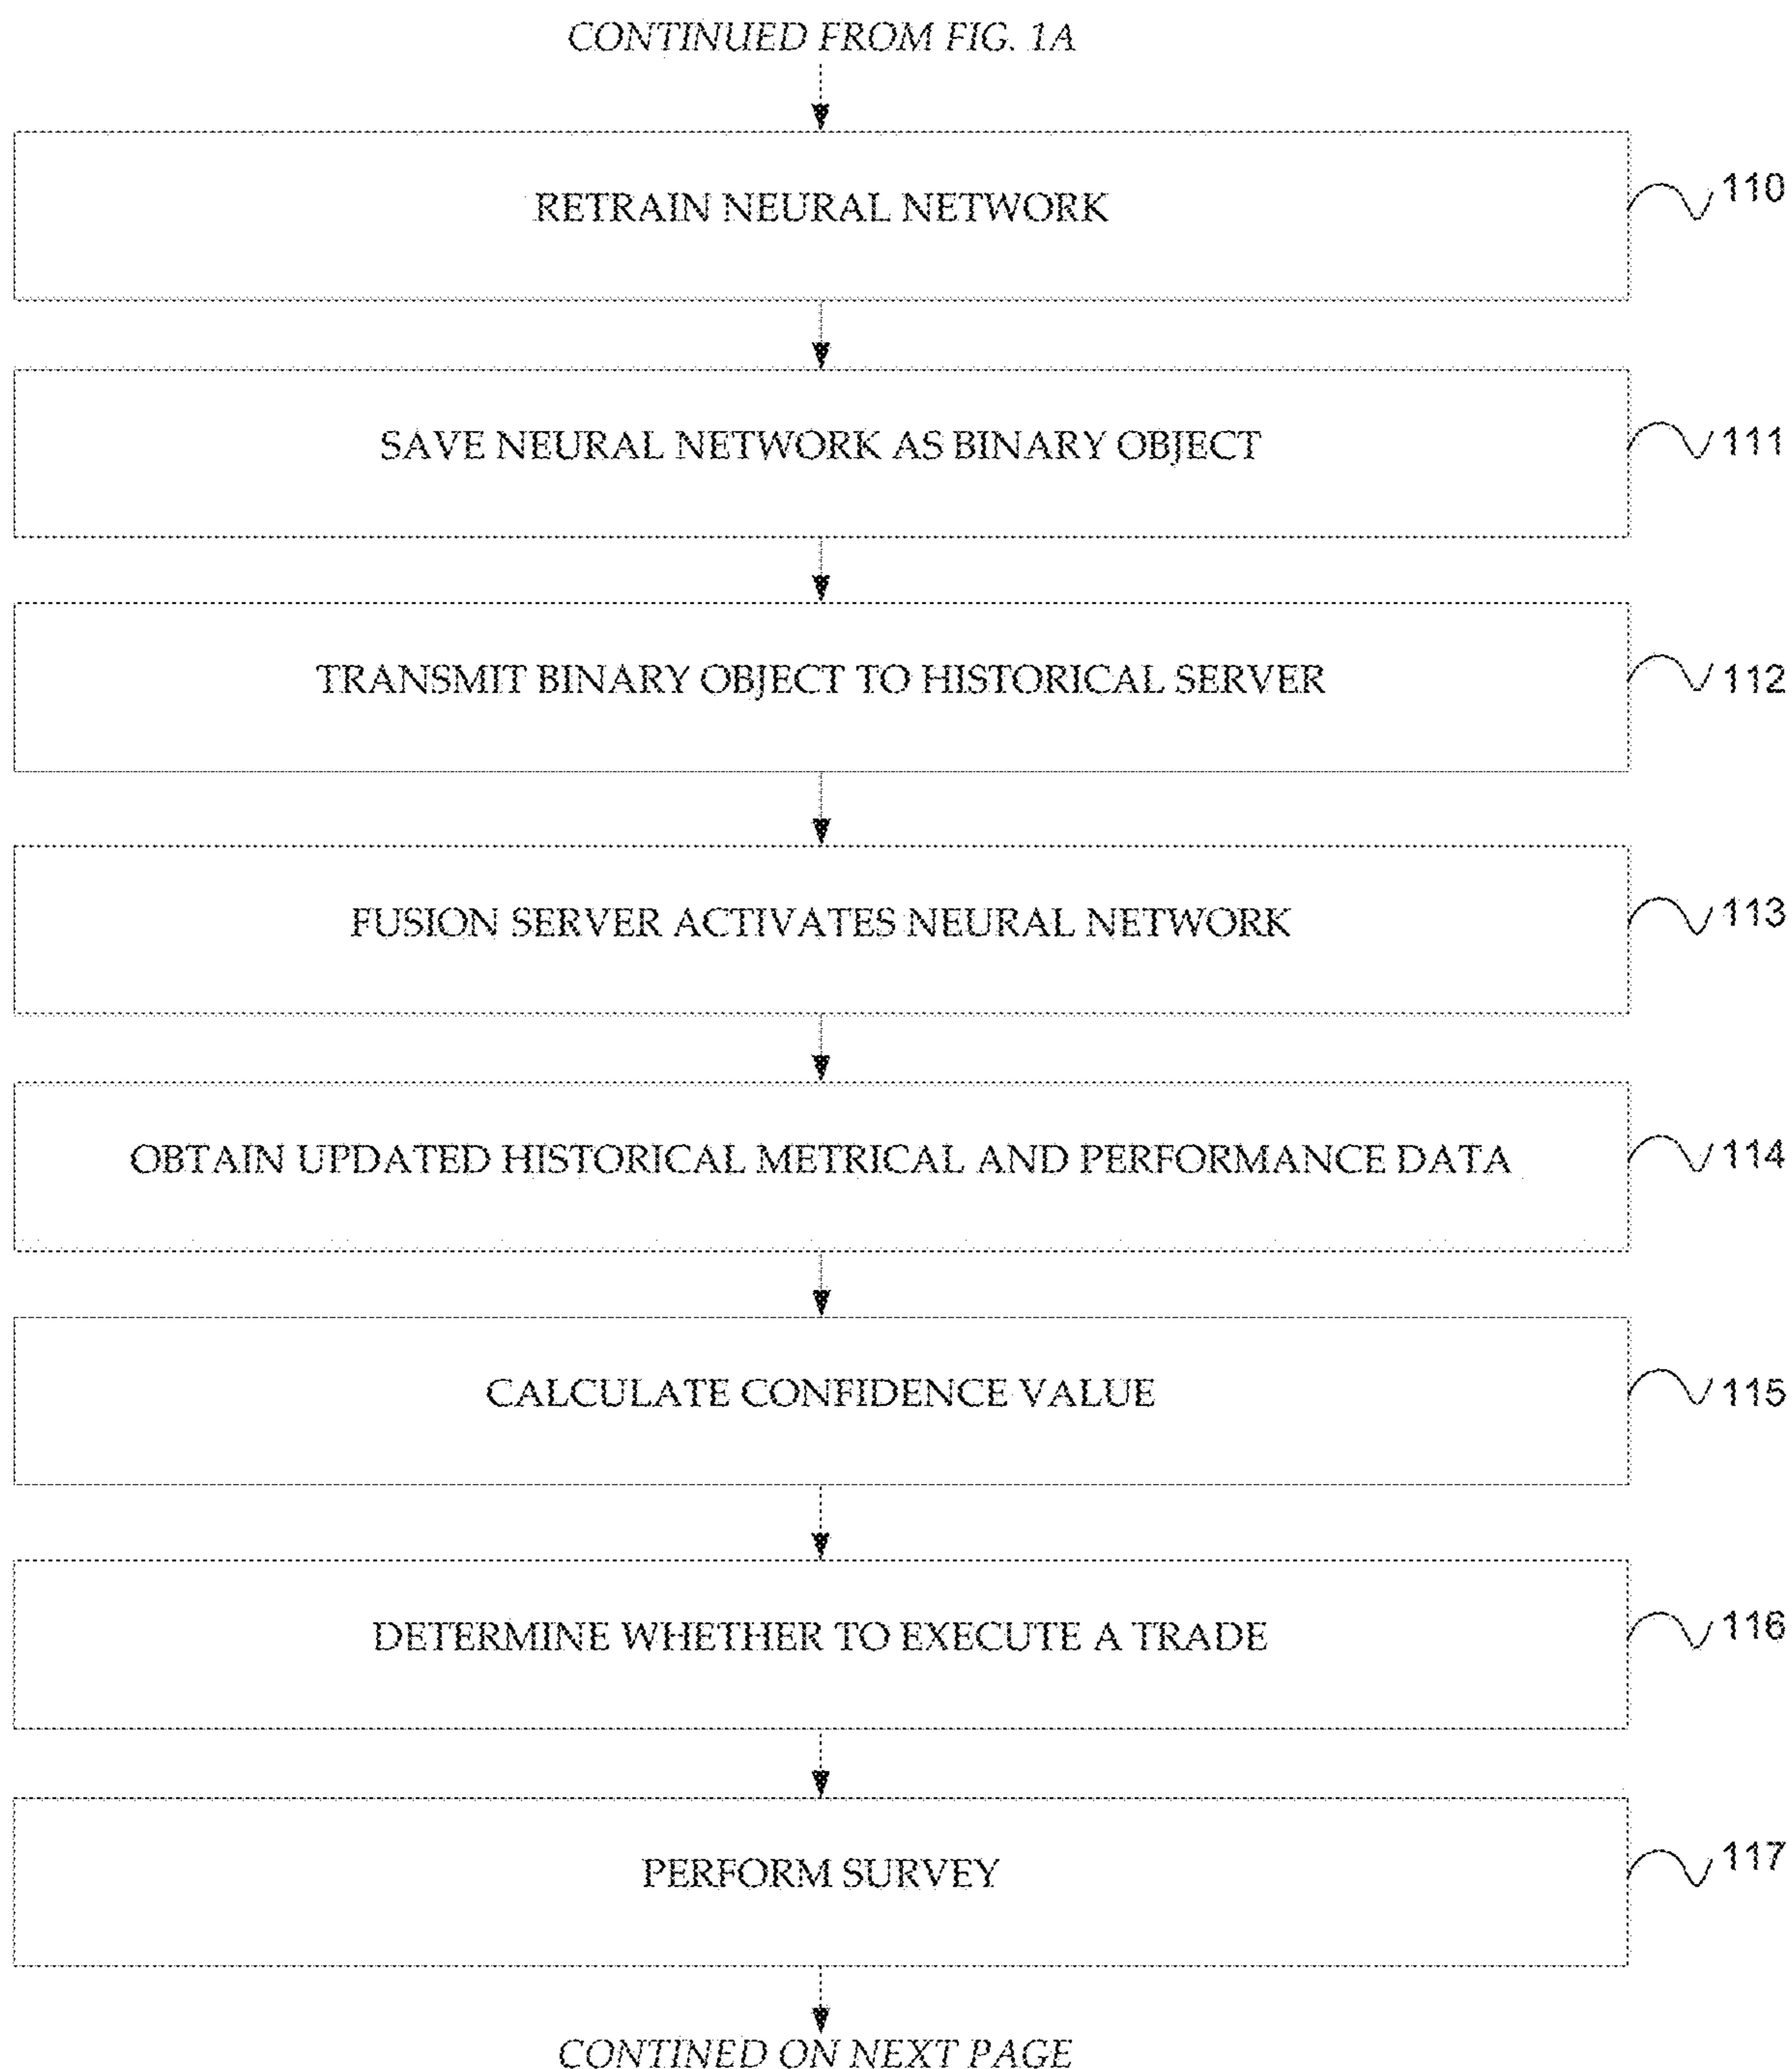 CONTINUED FROM FIG. 1A
RETRAIN NEURAL NETWORK
110
SAVE NEURAL NETWORK AS BINARY OBJECT
111
TRANSMIT BINARY OBJECT TO HISTORICAL SERVER
112
FUSION SERVER ACTIVATES NEURAL NETWORK
113
OBTAIN UPDATED HISTORICAL METRICAL AND PERFORMANCE DATA
114
CALCULATE CONFIDENCE VALUE
115
DETERMINE WHETHER TO EXECUTE A TRADE
116
PERFORM SURVEY
117
CONTINED ON NEXT PAGE